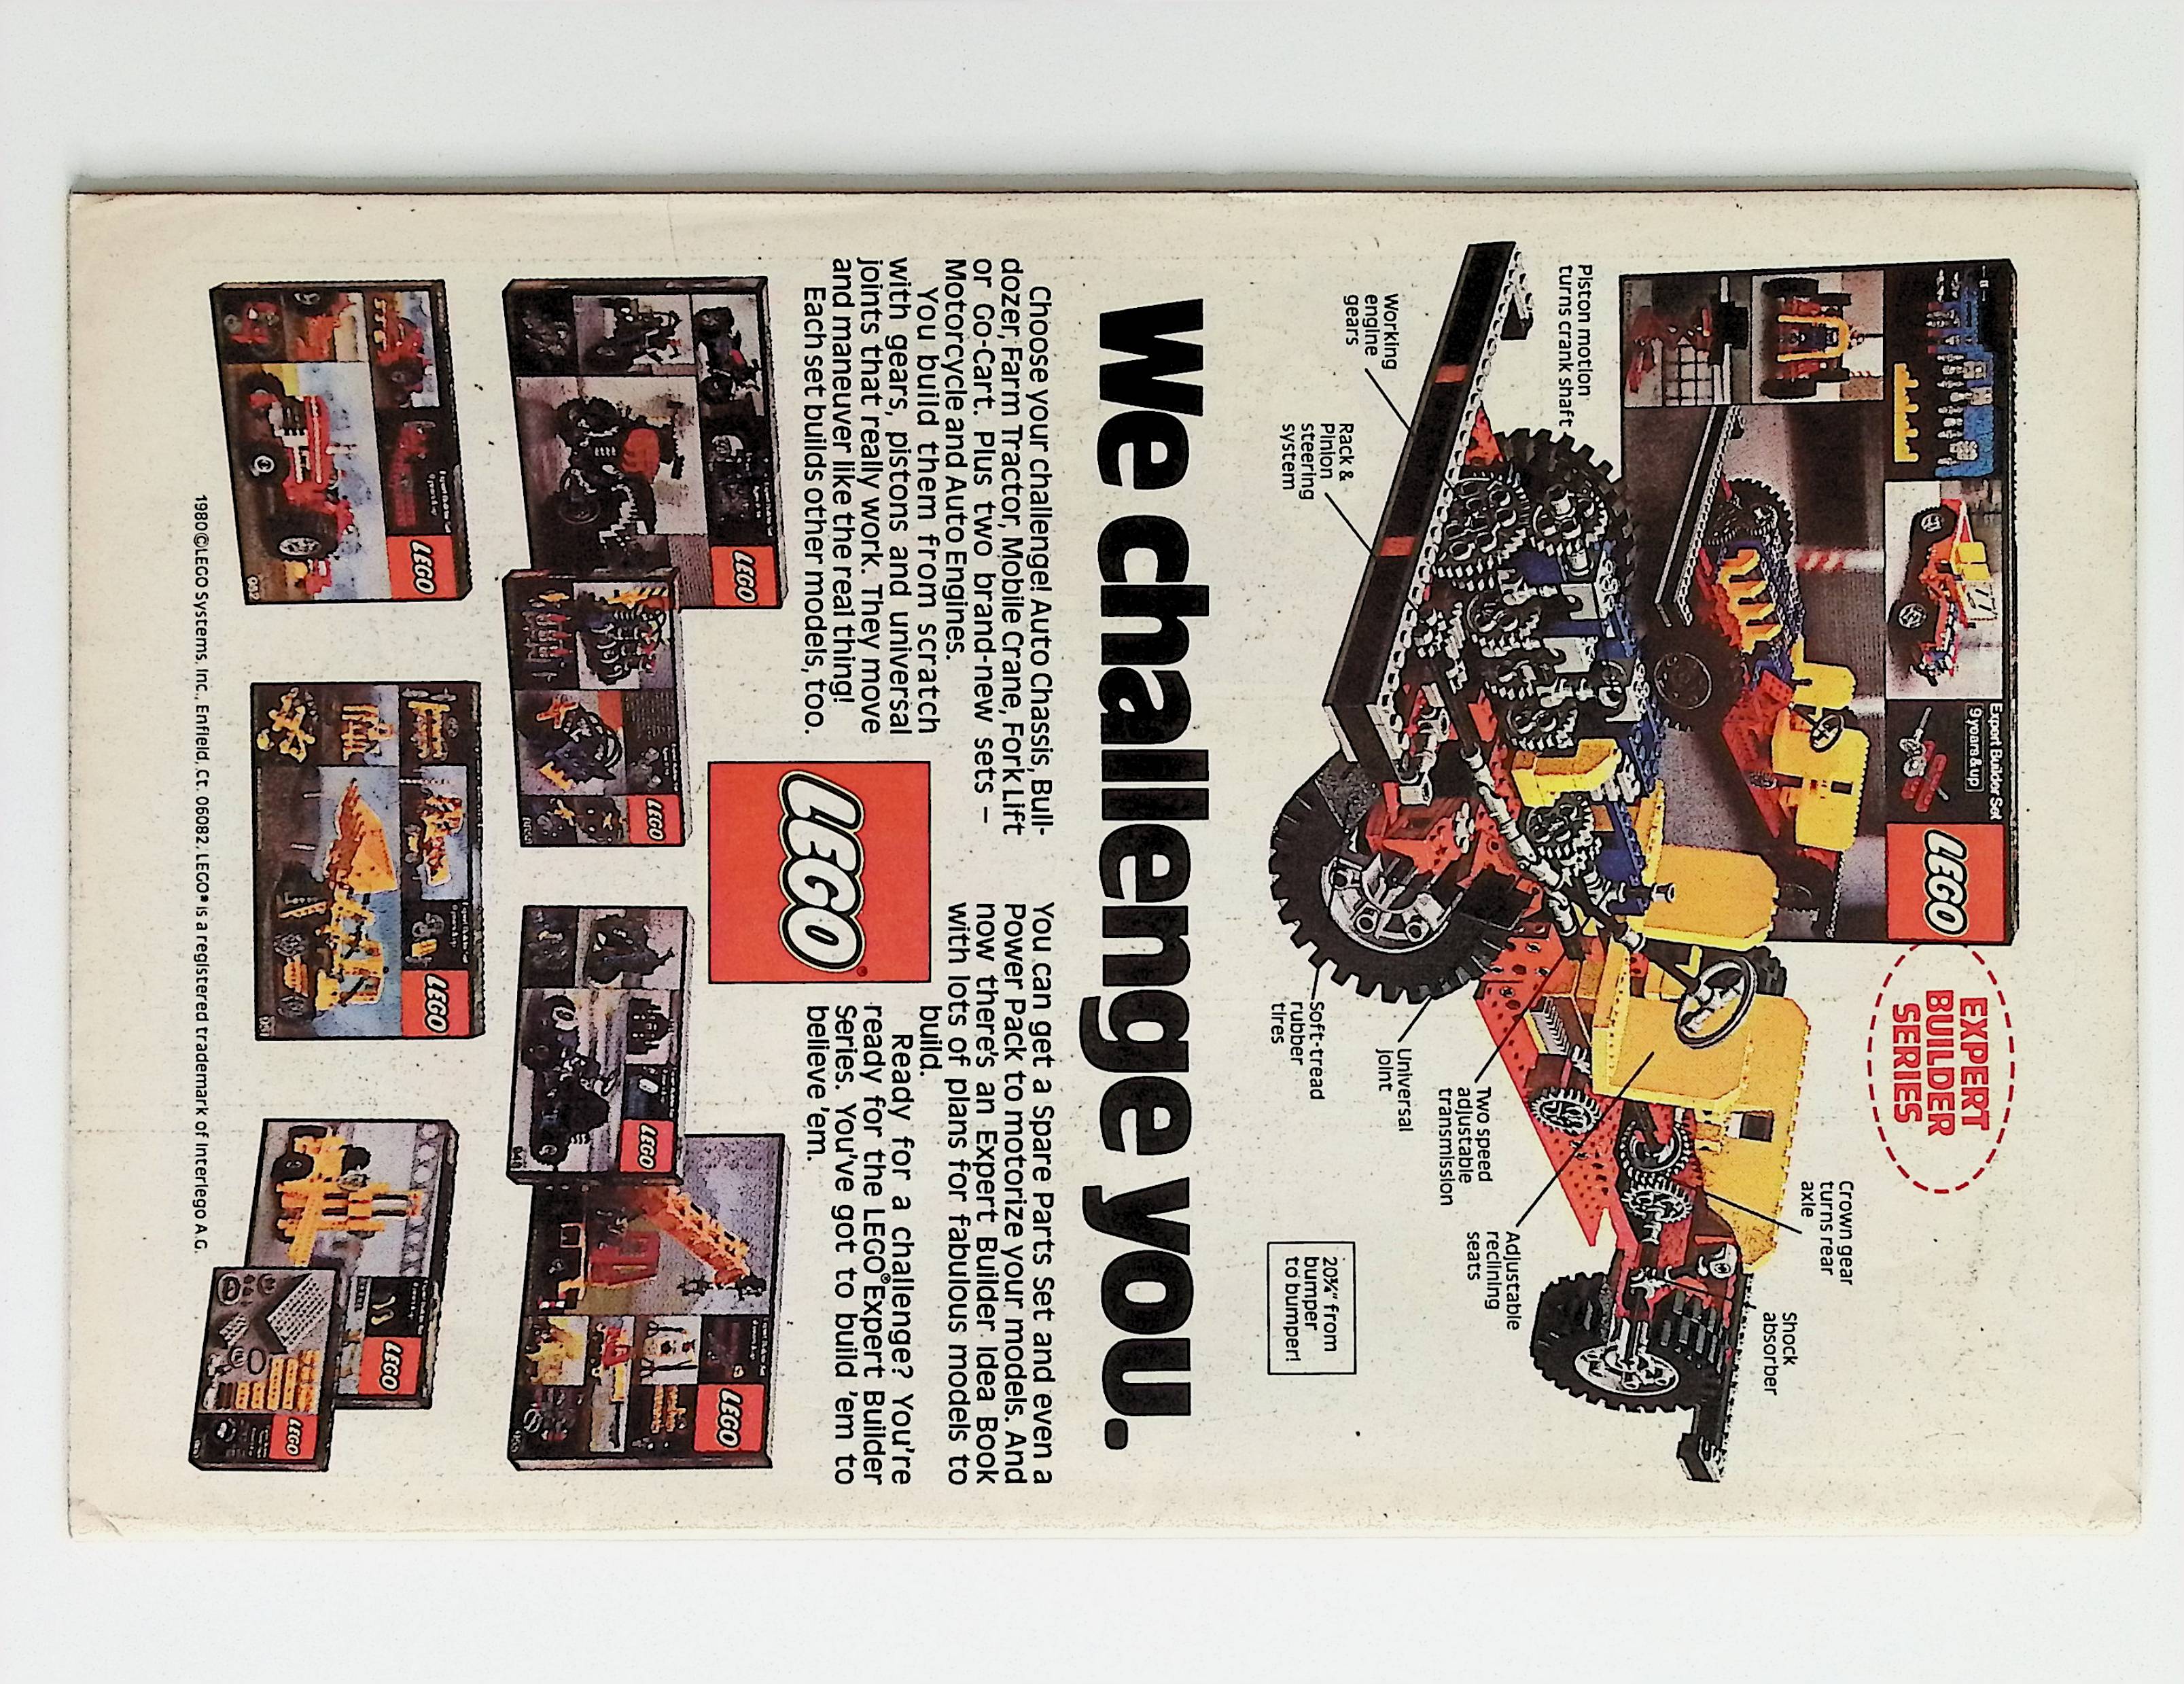 Expert Builder Set
9 years & up
LEGO
EXPERT
BUILDER
SERIES
Piston motion
turns crank shaft
Working
engine
gears
Rack &
Pinion
steering
system
Crown gear
turns rear
axle
Shock
absorber
Adjustable
reclining
seats
Two speed
adjustable
transmission
Universal
joint
Soft-tread
rubber
tires
20¾" from
bumper
to bumper!
We challenge you.
Choose your challenge! Auto Chassis, Bull-
dozer, Farm Tractor, Mobile Crane, Fork Lift
or Go-Cart. Plus two brand-new sets –
Motorcycle and Auto Engines.
You build them from scratch
with gears, pistons and universal
joints that really work. They move
and maneuver like the real thing!
Each set builds other models, too.
You can get a Spare Parts Set and even a
Power Pack to motorize your models. And
now there's an Expert Builder Idea Book
with lots of plans for fabulous models to
build.
Ready for a challenge? You're
ready for the LEGO® Expert Builder
Series. You've got to build 'em to
believe 'em.
LEGO®
LEGO
LEGO
LEGO
LEGO
LEGO
LEGO
LEGO
LEGO
1980©LEGO Systems, Inc., Enfield, Ct. 06082. LEGO® is a registered trademark of Interlego A.G.